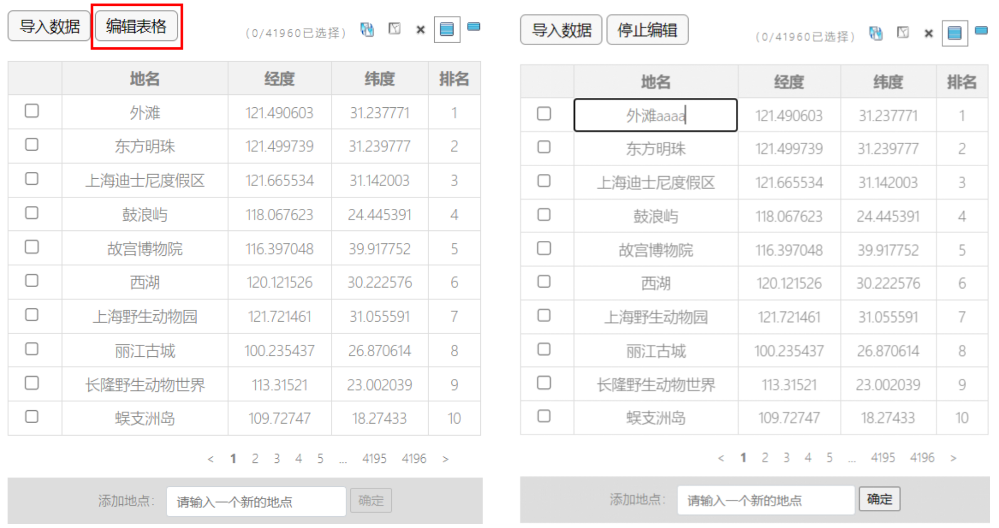 导入数据 编辑表格 (0/41960已选择)
地名 经度 纬度 排名
外滩 121.490603 31.237771 1
东方明珠 121.499739 31.239777 2
上海迪士尼度假区 121.665534 31.142003 3
鼓浪屿 118.067623 24.445391 4
故宫博物院 116.397048 39.917752 5
西湖 120.121526 30.222576 6
上海野生动物园 121.721461 31.055591 7
丽江古城 100.235437 26.870614 8
长隆野生动物世界 113.31521 23.002039 9
蜈支洲岛 109.72747 18.27433 10
< 1 2 3 4 5 ... 4195 4196 >
添加地点: 请输入一个新的地点 确定
导入数据 停止编辑 (0/41960已选择)
地名 经度 纬度 排名
外滩aaaa 121.490603 31.237771 1
东方明珠 121.499739 31.239777 2
上海迪士尼度假区 121.665534 31.142003 3
鼓浪屿 118.067623 24.445391 4
故宫博物院 116.397048 39.917752 5
西湖 120.121526 30.222576 6
上海野生动物园 121.721461 31.055591 7
丽江古城 100.235437 26.870614 8
长隆野生动物世界 113.31521 23.002039 9
蜈支洲岛 109.72747 18.27433 10
< 1 2 3 4 5 ... 4195 4196 >
添加地点: 请输入一个新的地点 确定